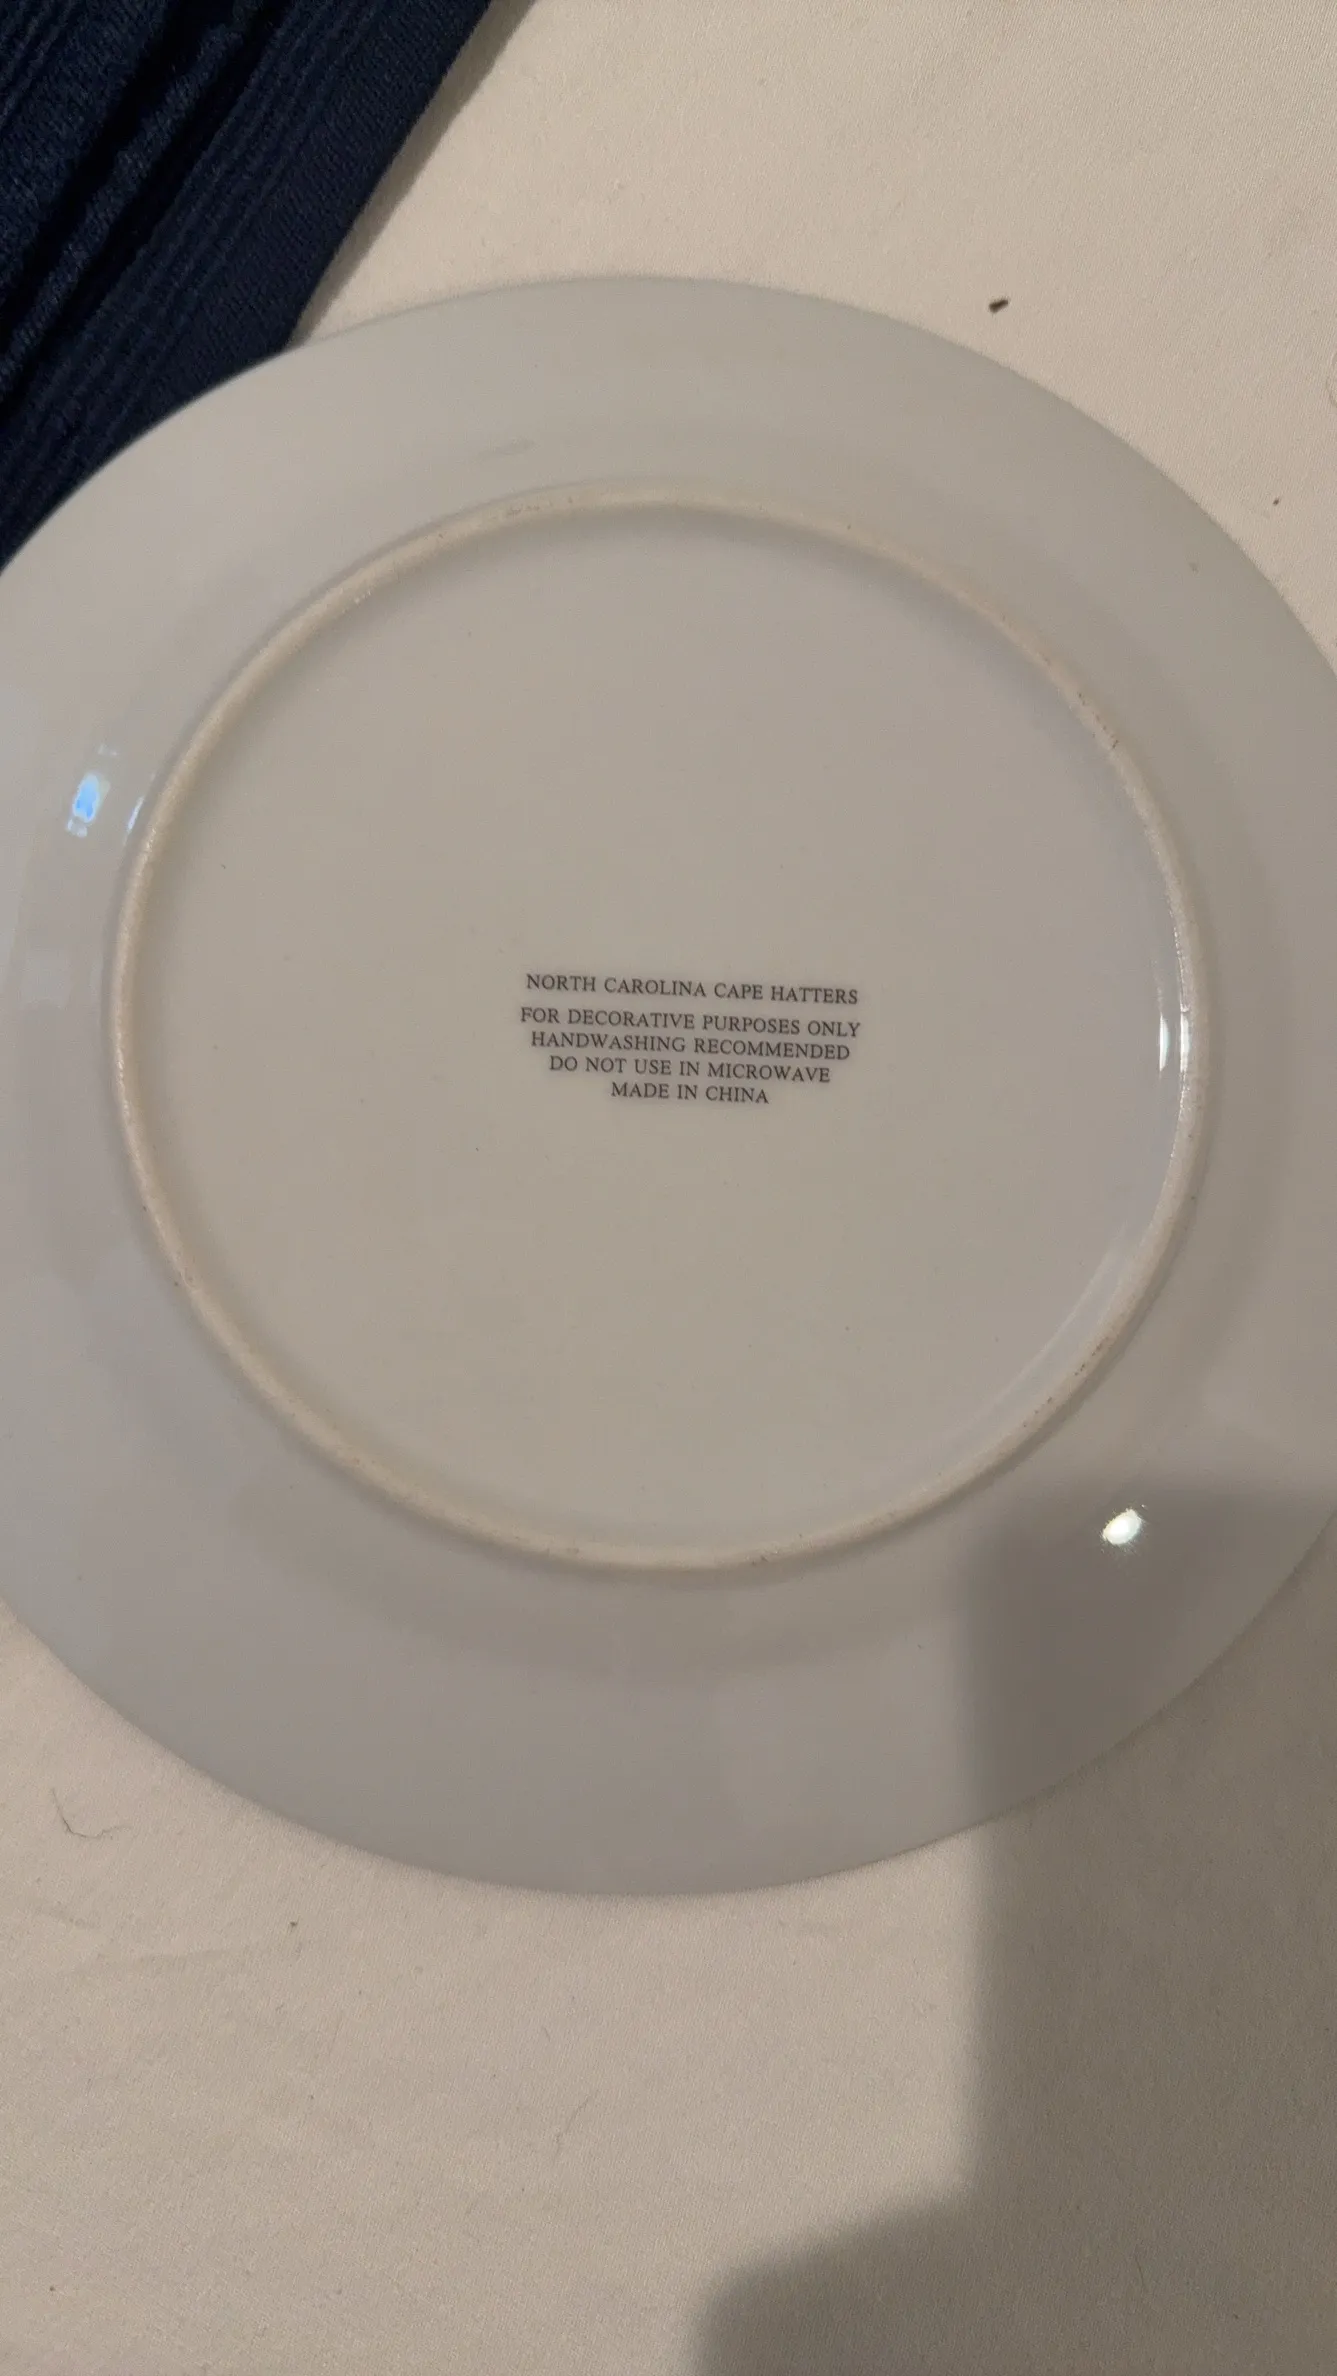 NORTH CAROLINA CAPE HATTERS
FOR DECORATIVE PURPOSES ONLY
HANDWASHING RECOMMENDED
DO NOT USE IN MICROWAVE
MADE IN CHINA